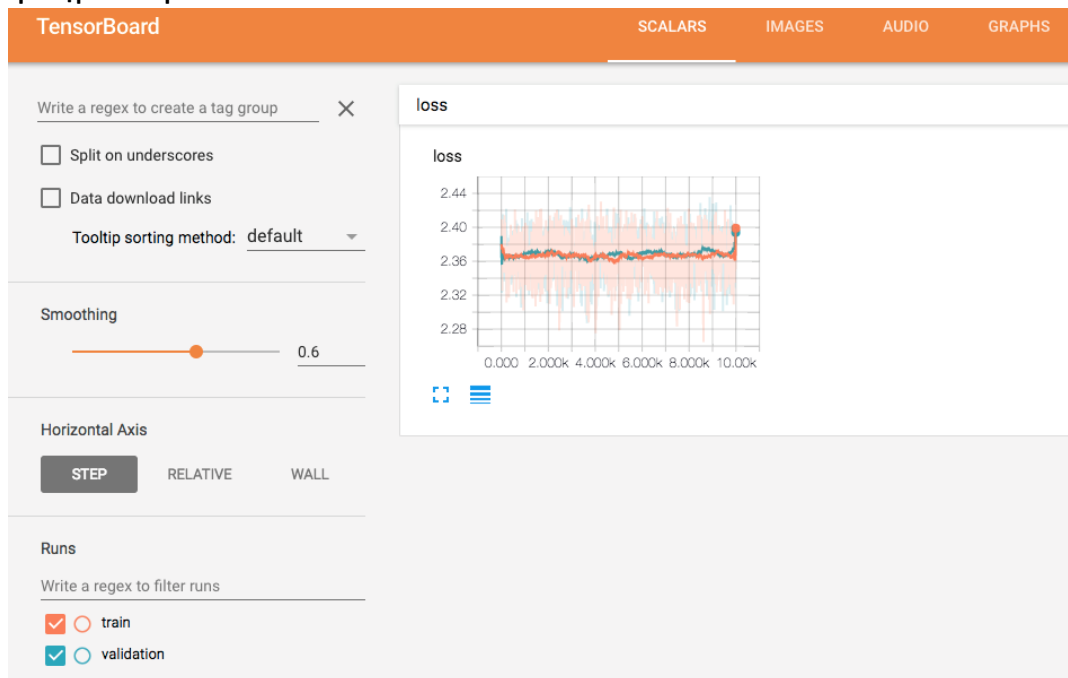 TensorBoard
SCALARS IMAGES AUDIO GRAPHS
Write a regex to create a tag group
Split on underscores
Data download links
Tooltip sorting method: default
Smoothing
0.6
Horizontal Axis
STEP RELATIVE WALL
Runs
Write a regex to filter runs
train
validation
loss
loss
2.44
2.40
2.36
2.32
2.28
0.000 2.000k 4.000k 6.000k 8.000k 10.00k